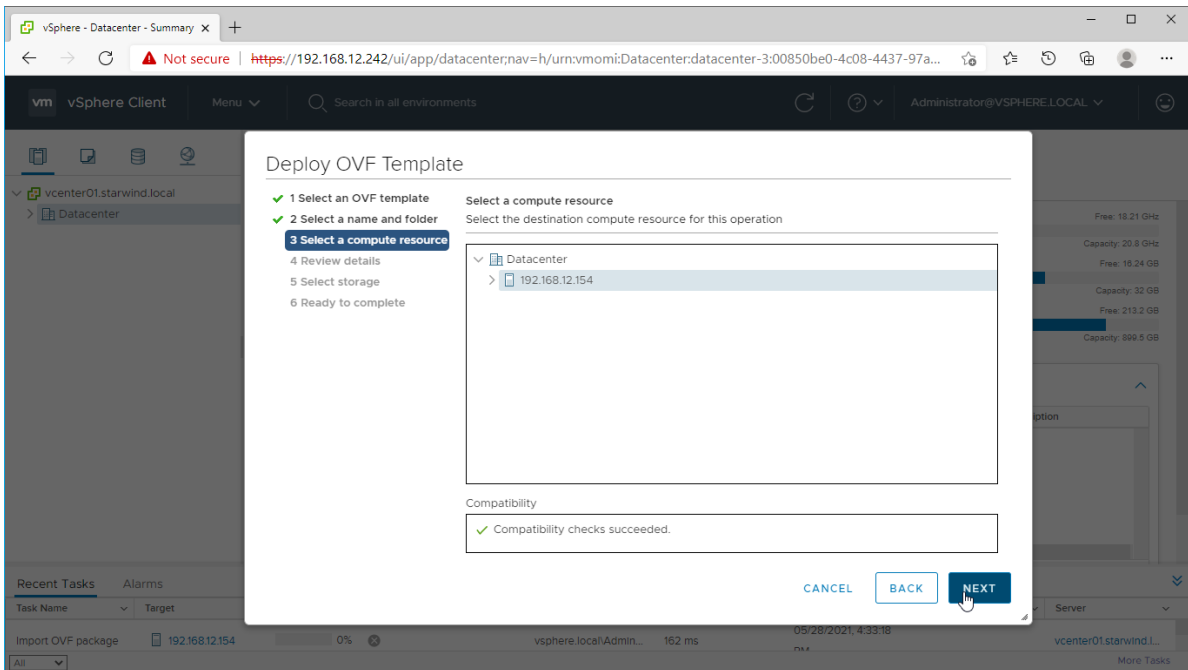 vSphere - Datacenter - Summary
Not secure
https://192.168.12.242/ui/app/datacenter;nav=h/urn:vmomi:Datacenter:datacenter-3:00850be0-4c08-4437-97a...
vm vSphere Client
Menu
Search in all environments
Administrator@VSPHERE.LOCAL
Deploy OVF Template
1 Select an OVF template
2 Select a name and folder
3 Select a compute resource
4 Review details
5 Select storage
6 Ready to complete
Select a compute resource
Select the destination compute resource for this operation
Datacenter
192.168.12.154
Compatibility
Compatibility checks succeeded.
CANCEL
BACK
NEXT
vcenter01.starwind.local
Datacenter
Free: 18.21 GHz
Capacity: 20.8 GHz
Free: 16.24 GB
Capacity: 32 GB
Free: 213.2 GB
Capacity: 899.5 GB
iption
Recent Tasks
Alarms
Task Name
Target
Server
Import OVF package
192.168.12.154
0%
vsphere.local\Admin...
162 ms
05/28/2021, 4:33:18
PM
vcenter01.starwind.l...
All
More Tasks